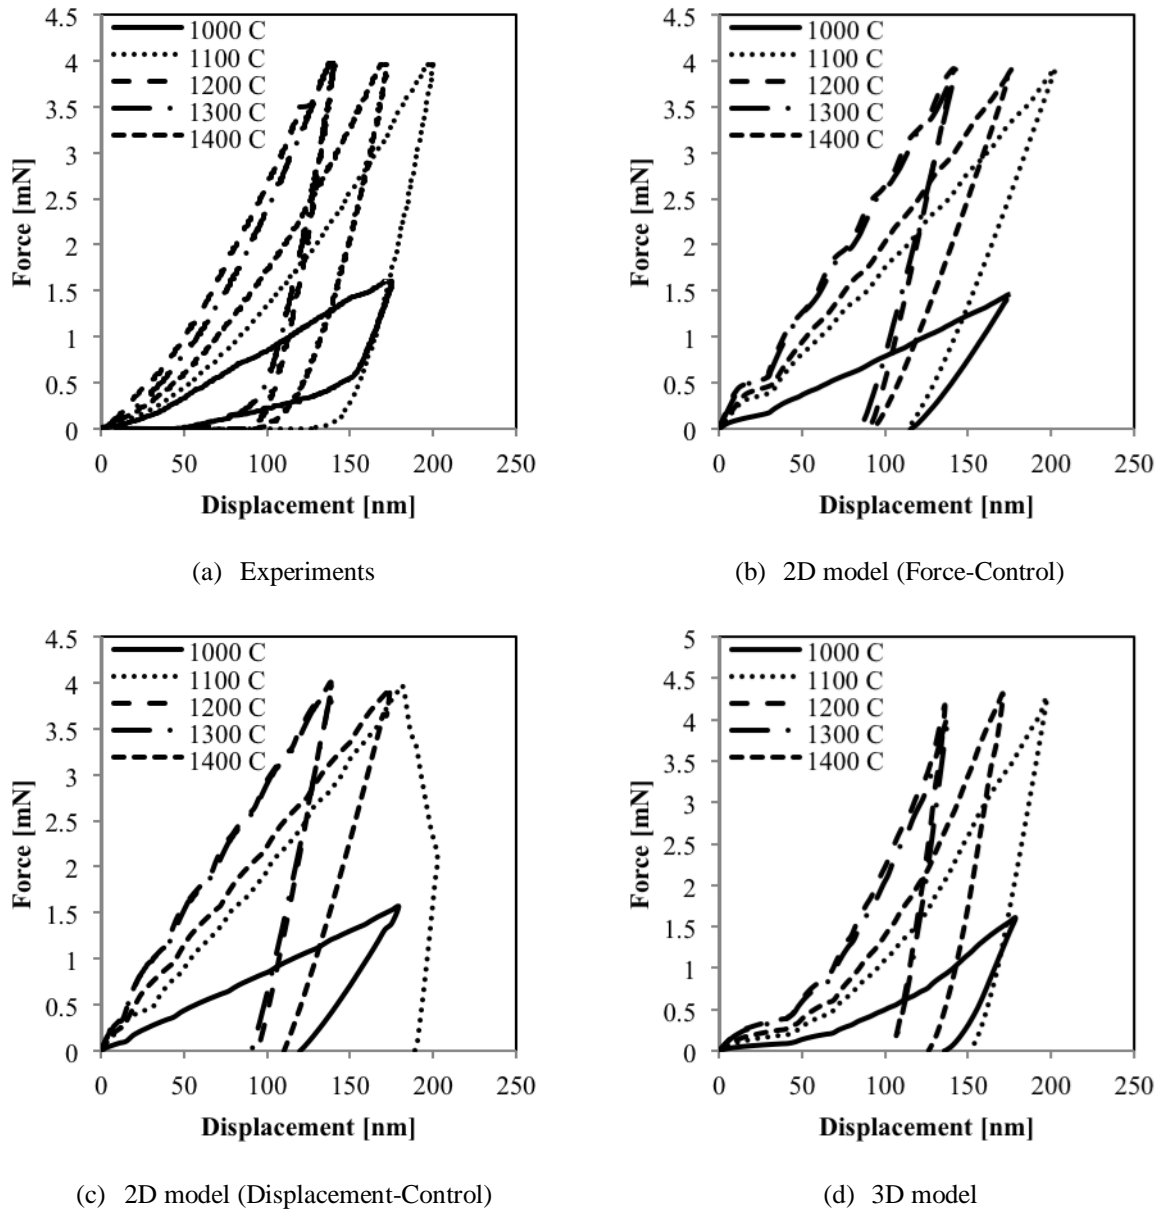 4.5
4
3.5
3
2.5
2
1.5
1
0.5
0
Force [mN]
1000 C
1100 C
1200 C
1300 C
1400 C
0 50 100 150 200 250
Displacement [nm]
(a) Experiments
4.5
4
3.5
3
2.5
2
1.5
1
0.5
0
Force [mN]
1000 C
1100 C
1200 C
1300 C
1400 C
0 50 100 150 200 250
Displacement [nm]
(b) 2D model (Force-Control)
4.5
4
3.5
3
2.5
2
1.5
1
0.5
0
Force [mN]
1000 C
1100 C
1200 C
1300 C
1400 C
0 50 100 150 200 250
Displacement [nm]
(c) 2D model (Displacement-Control)
5
4.5
4
3.5
3
2.5
2
1.5
1
0.5
0
Force [mN]
1000 C
1100 C
1200 C
1300 C
1400 C
0 50 100 150 200 250
Displacement [nm]
(d) 3D model